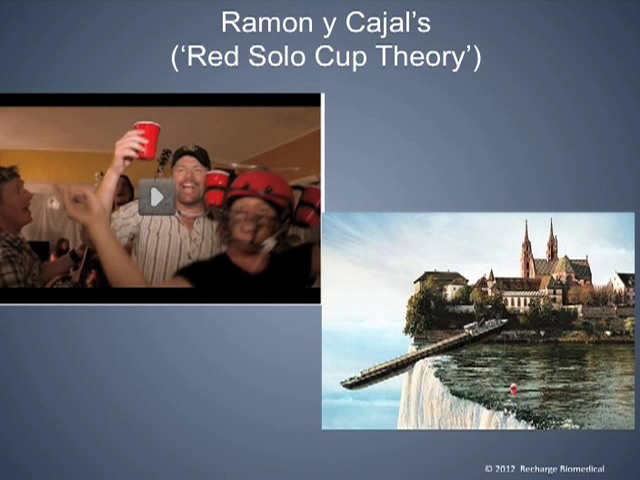 Ramon y Cajal’s
(‘Red Solo Cup Theory’)
© 2012 Recharge Biomedical